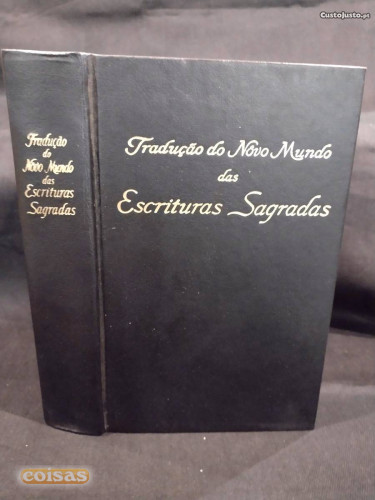 CustoJusto.pt
Tradução
do
Novo Mundo
das
Escrituras
Sagradas
Tradução do Novo Mundo
das
Escrituras Sagradas
coisas